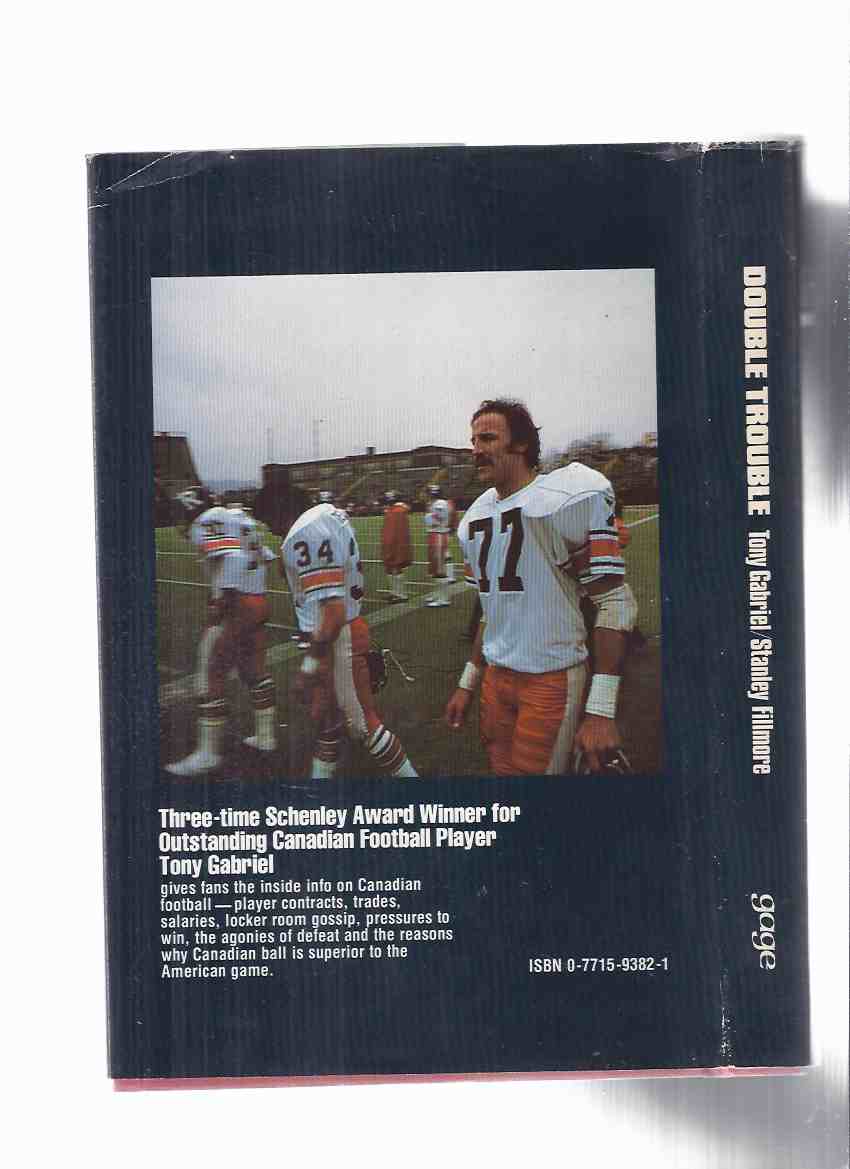 34
77
Three-time Schenley Award Winner for
Outstanding Canadian Football Player
Tony Gabriel
gives fans the inside info on Canadian
football — player contracts, trades,
salaries, locker room gossip, pressures to
win, the agonies of defeat and the reasons
why Canadian ball is superior to the
American game.
ISBN 0-7715-9382-1
DOUBLE TROUBLE Tony Gabriel/Stanley Fillmore
gage